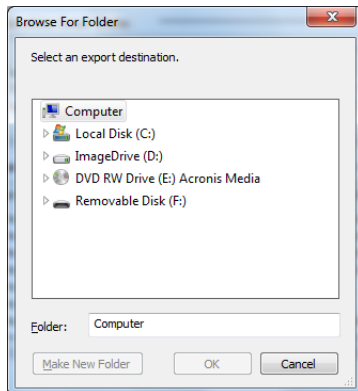 Browse For Folder
Select an export destination.
Computer
Local Disk (C:)
ImageDrive (D:)
DVD RW Drive (E:) Acronis Media
Removable Disk (F:)
Folder: Computer
Make New Folder OK Cancel